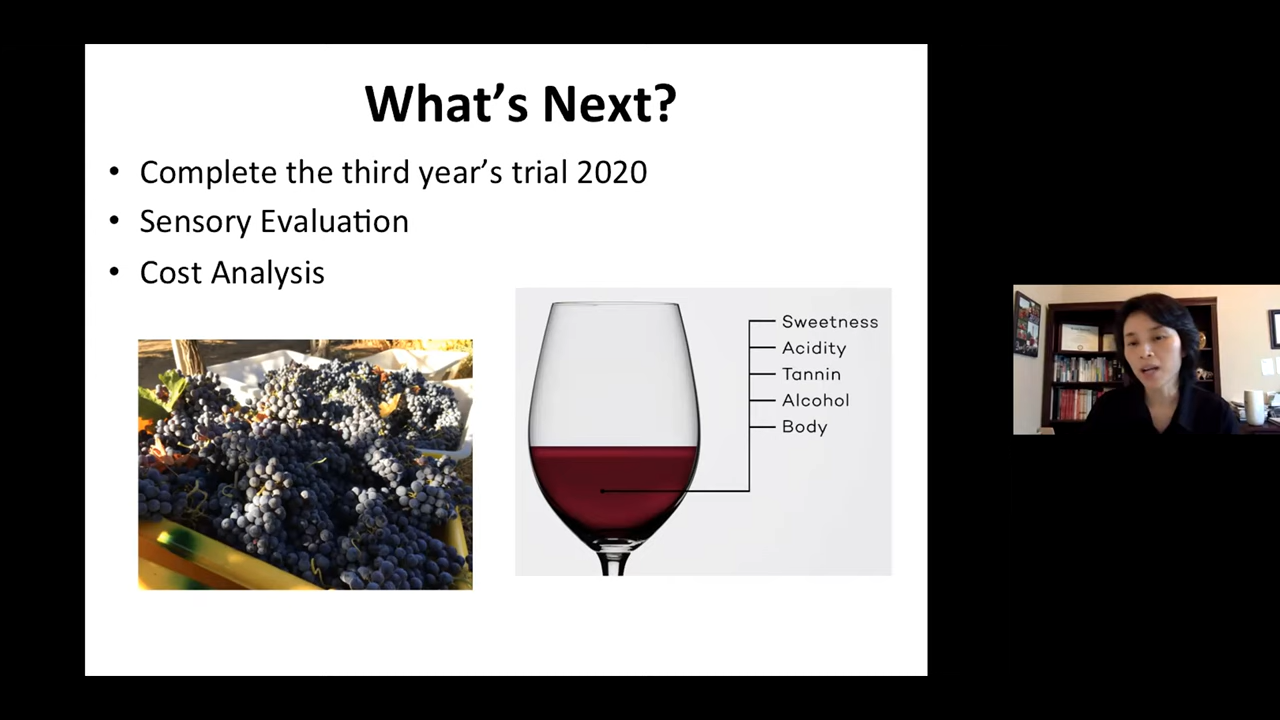 What’s Next?
• Complete the third year’s trial 2020
• Sensory Evaluation
• Cost Analysis
Sweetness
Acidity
Tannin
Alcohol
Body